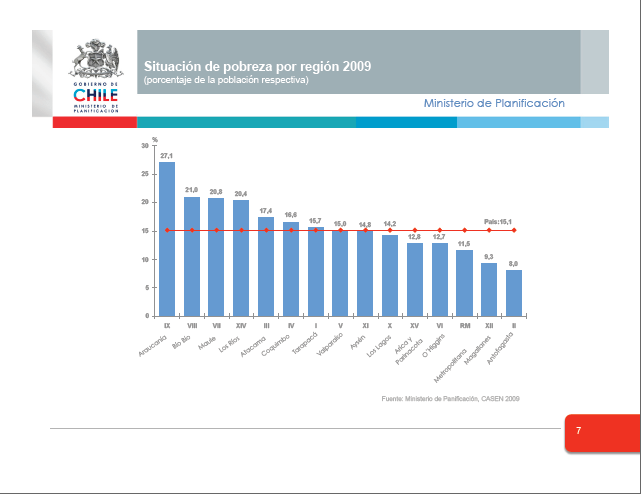 GOBIERNO DE
CHILE
MINISTERIO DE
PLANIFICACIÓN
Situación de pobreza por región 2009
(porcentaje de la población respectiva)
Ministerio de Planificación
%
30
25
20
15
10
5
0
27,1
21,0
20,8
20,4
17,4
16,6
15,7
15,0
14,8
14,2
12,8
12,7
11,5
9,3
8,0
País:15,1
IX VIII VII XIV III IV I V XI X XV VI RM XII II
Araucanía
Bío Bío
Maule
Los Ríos
Atacama
Coquimbo
Tarapacá
Valparaíso
Aysén
Los Lagos
Arica y
Parinacota
O´Higgins
Metropolitana
Magallanes
Antofagasta
Fuente: Ministerio de Panificación, CASEN 2009
7